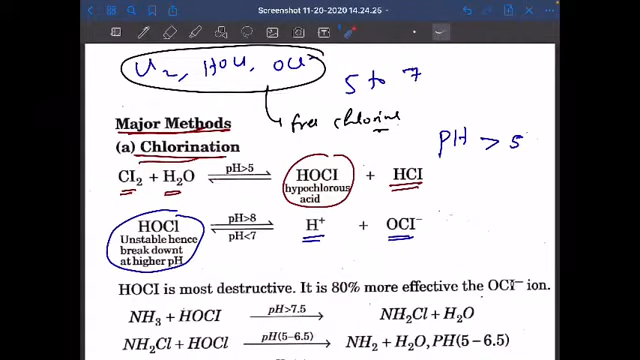 Screenshot 11-20-2020 14.24.25
Cl2, HOCl, OCl⁻
5 to 7
free chlorine
Major Methods
pH > 5
(a) Chlorination
Cl₂ + H₂O pH>5 HOCl + HCl
hypochlorous
acid
HOCl pH>8 H⁺ + OCl⁻
pH<7
Unstable hence
break downt
at higher pH
HOCl is most destructive. It is 80% more effective the OCl⁻ ion.
NH₃ + HOCl pH>7.5 NH₂Cl + H₂O
NH₂Cl + HOCl pH(5−6.5) NH₂ + H₂O, PH(5 − 6.5)